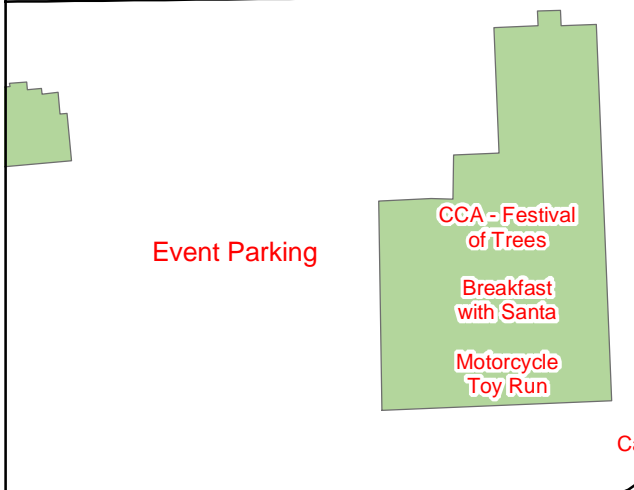 CCA - Festival
of Trees
Event Parking
Breakfast
with Santa
Motorcycle
Toy Run